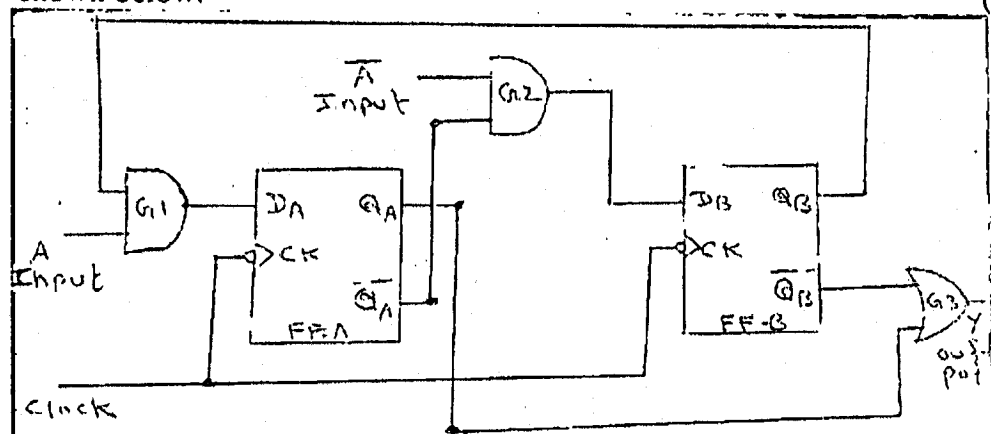 A̅
Input
G2
G1
DA
QA
CK
Q̅A̅
FF-A
DB
QB
CK
Q̅B̅
FF-B
G3
Y
A
Input
Clock